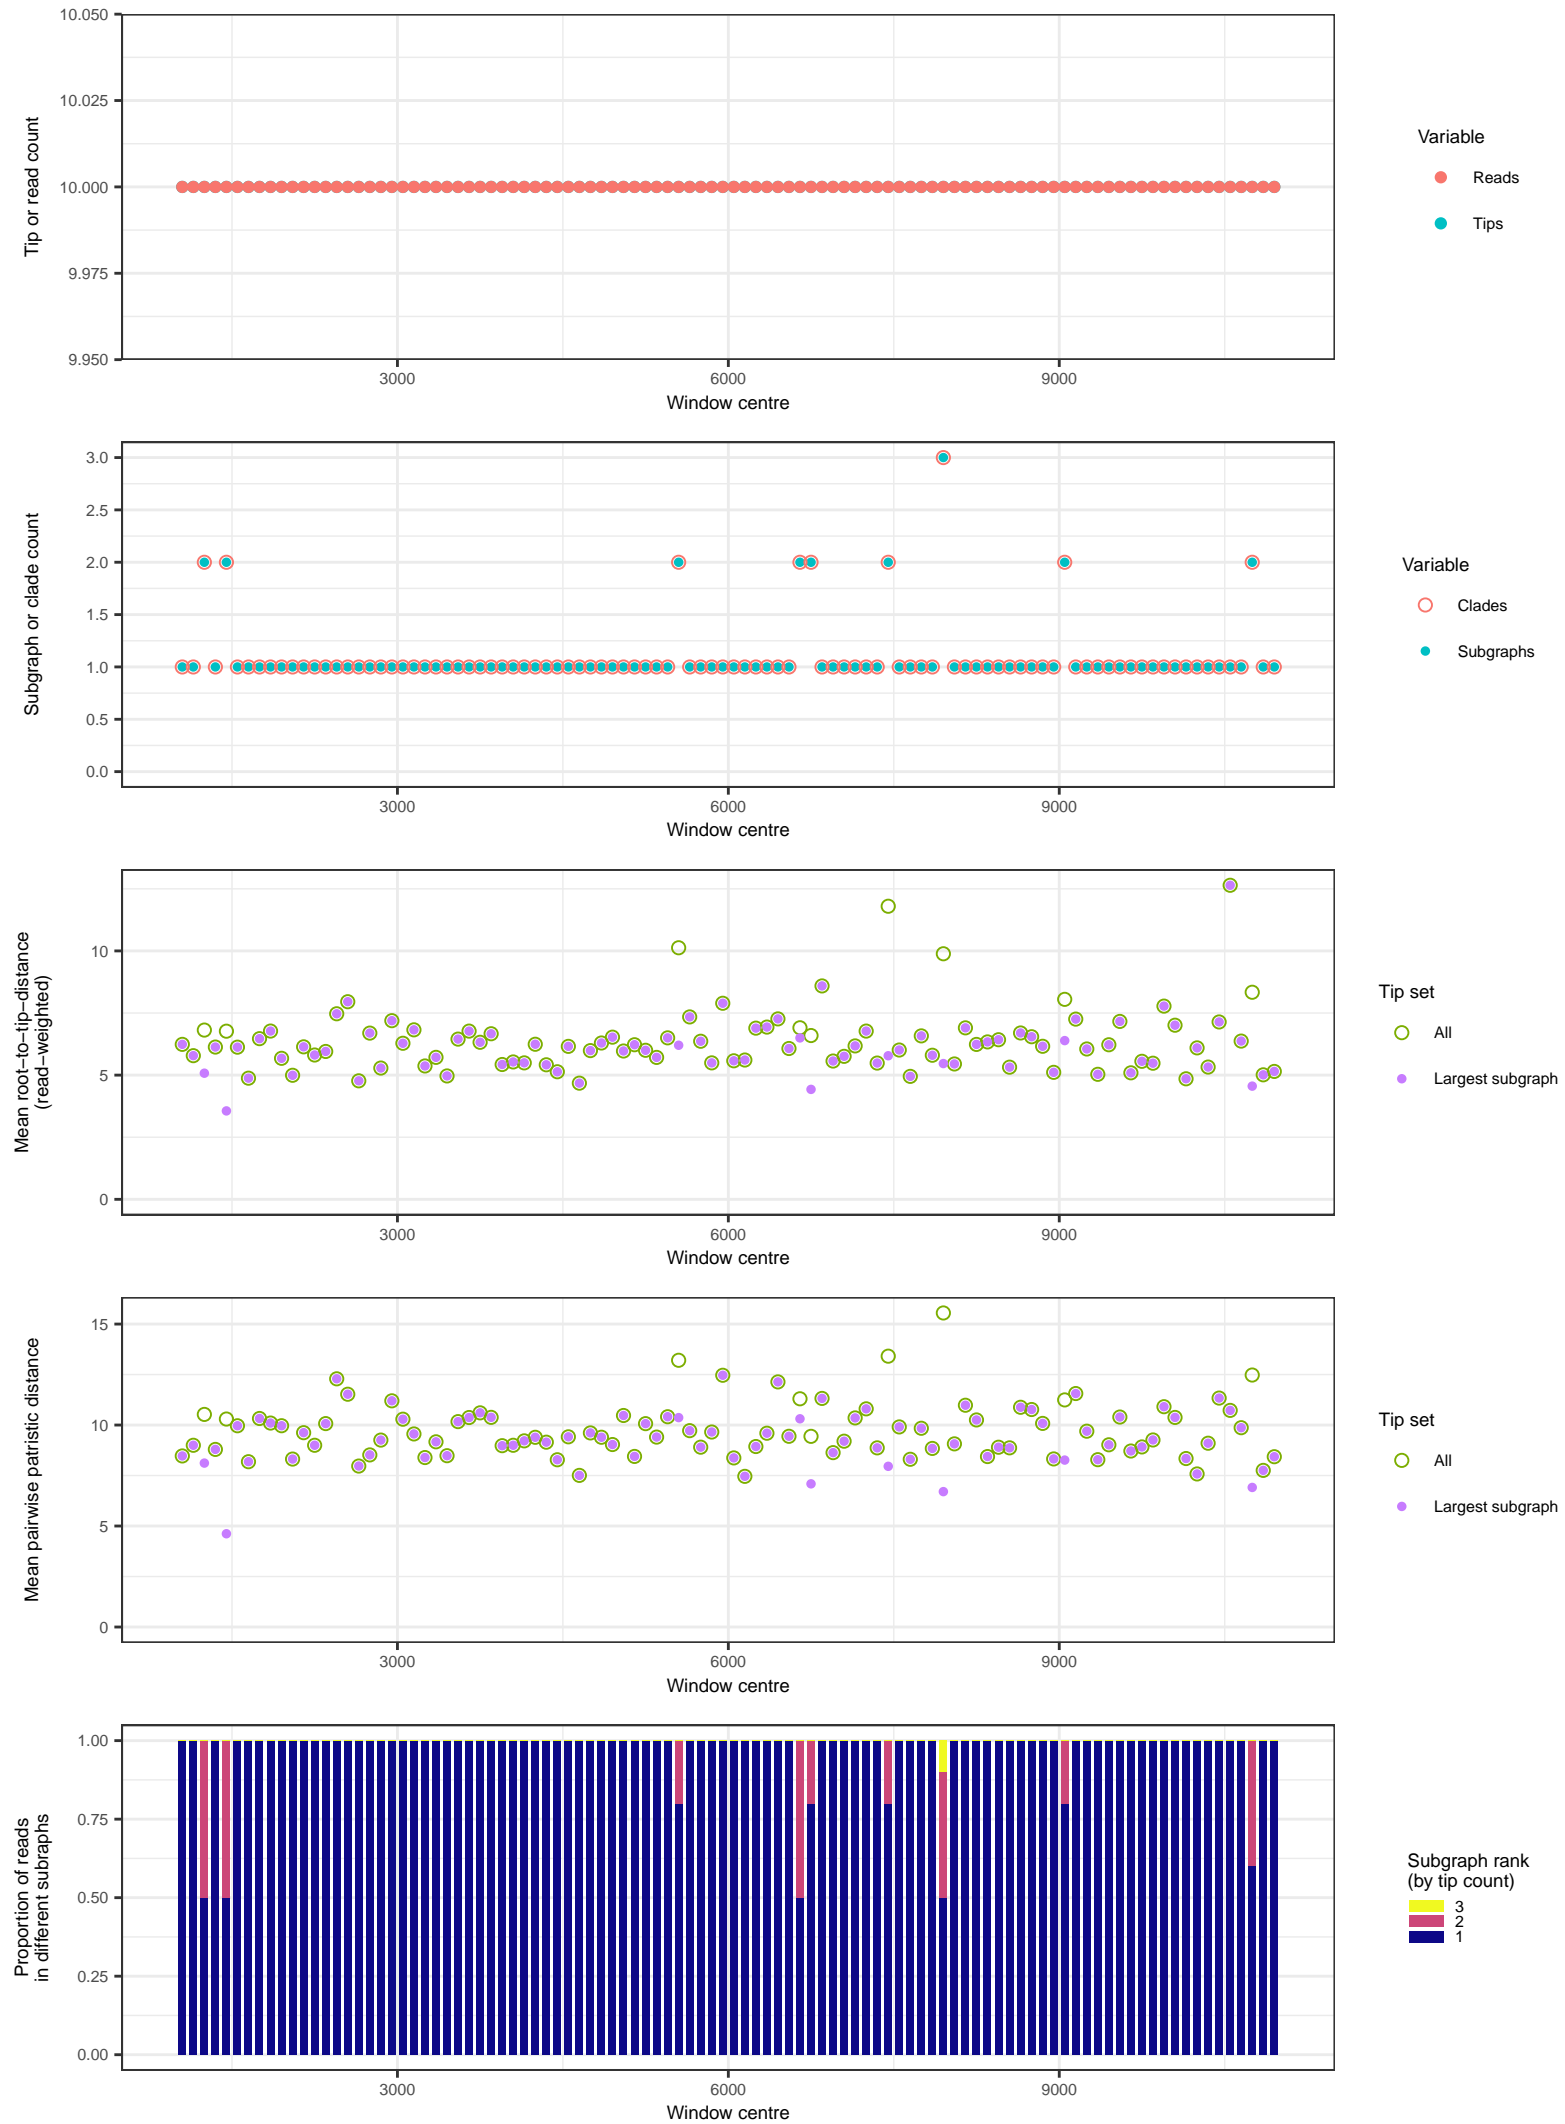 10.050
10.025
10.000
9.975
9.950
Tip or read count
3000 6000 9000
Window centre
Variable
Reads
Tips
3.0
2.5
2.0
1.5
1.0
0.5
0.0
Subgraph or clade count
3000 6000 9000
Window centre
Variable
Clades
Subgraphs
10
5
0
Mean root−to−tip−distance
(read−weighted)
3000 6000 9000
Window centre
Tip set
All
Largest subgraph
15
10
5
0
Mean pairwise patristic distance
3000 6000 9000
Window centre
Tip set
All
Largest subgraph
1.00
0.75
0.50
0.25
0.00
Proportion of reads
in different subraphs
3000 6000 9000
Window centre
Subgraph rank
(by tip count)
3
2
1